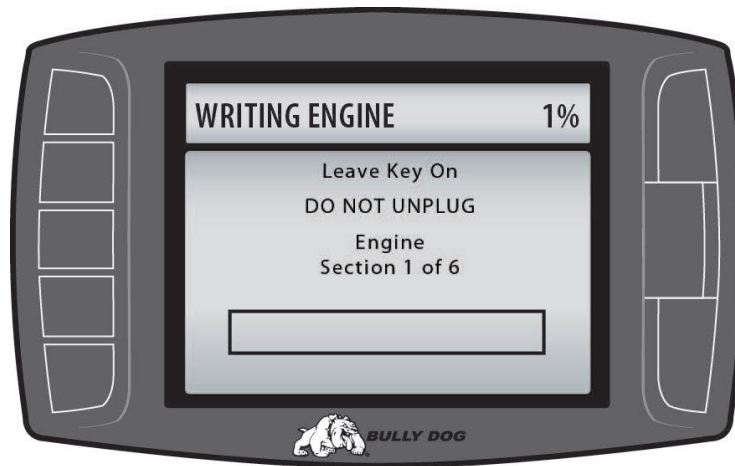 WRITING ENGINE 1%
Leave Key On
DO NOT UNPLUG
Engine
Section 1 of 6
BULLY DOG